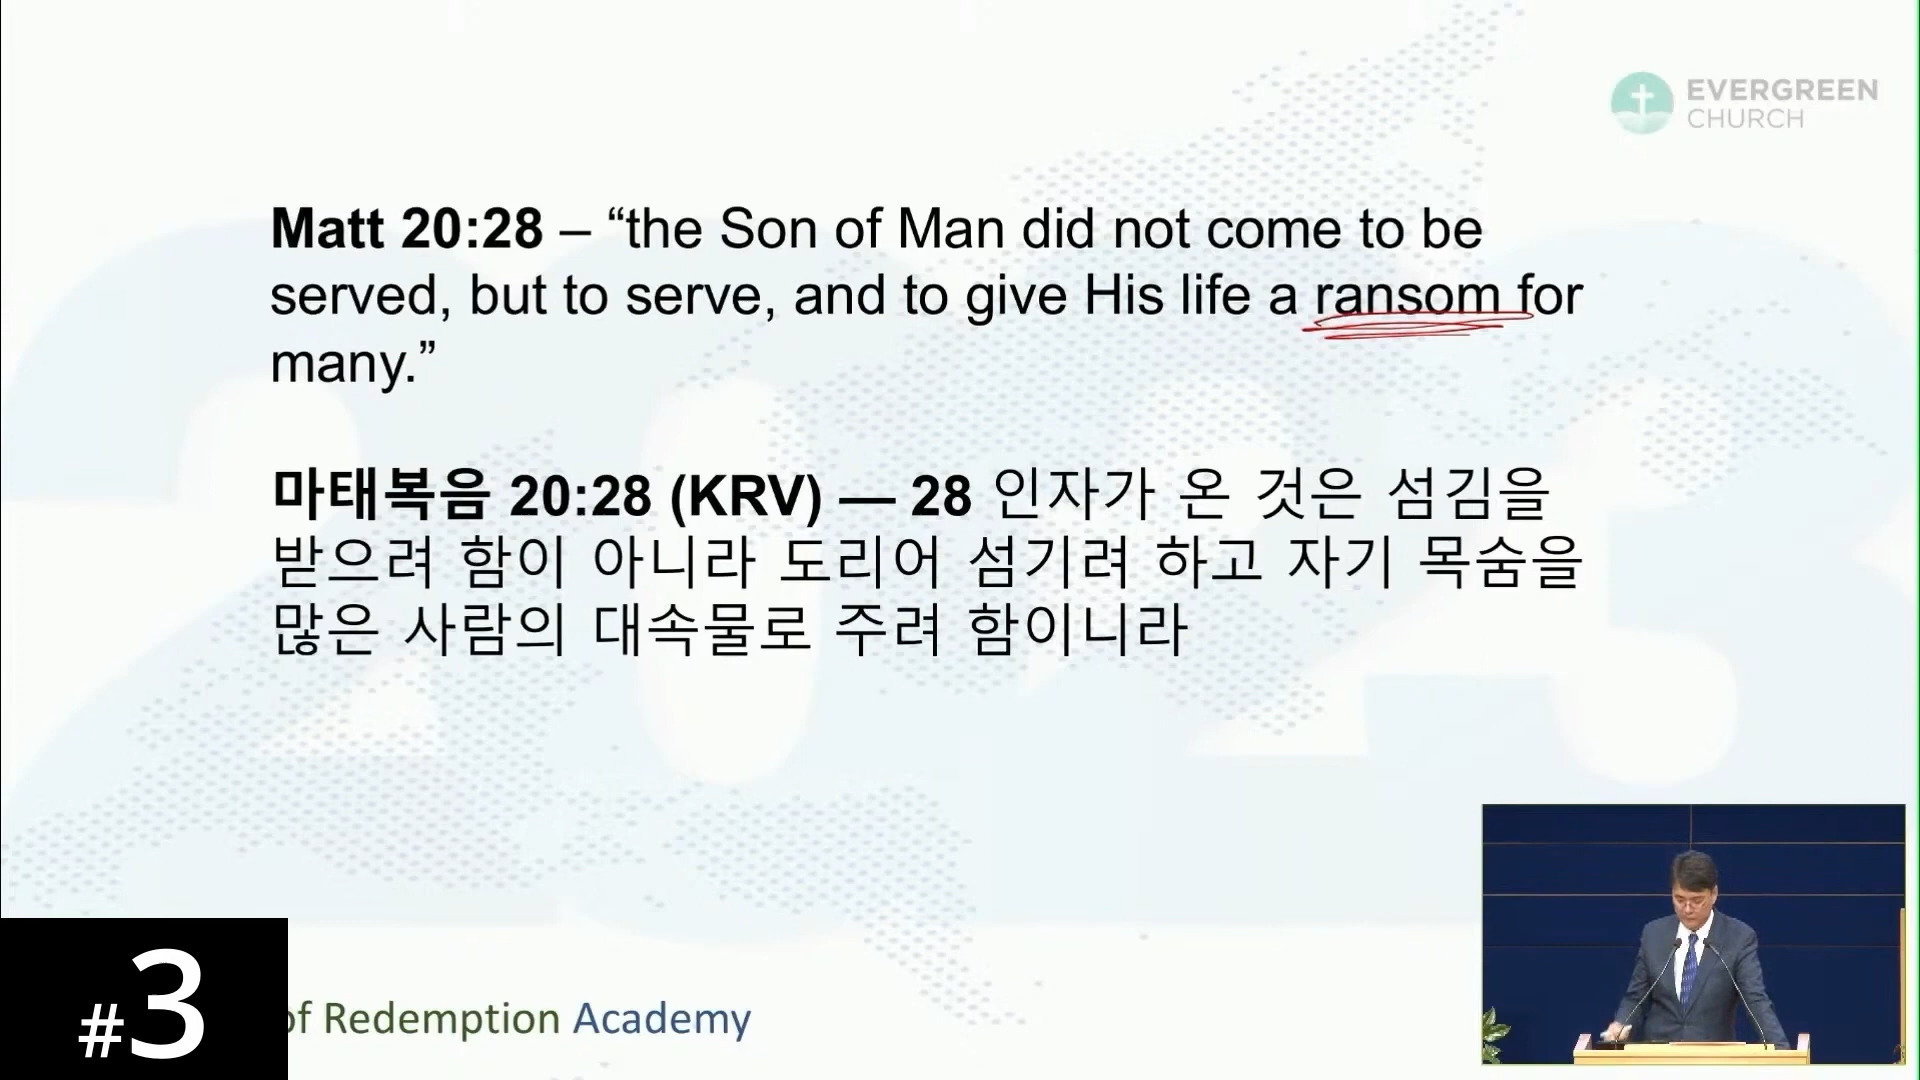 EVERGREEN
CHURCH
Matt 20:28 – “the Son of Man did not come to be
served, but to serve, and to give His life a ransom for
many.”
마태복음 20:28 (KRV) — 28 인자가 온 것은 섬김을
받으려 함이 아니라 도리어 섬기려 하고 자기 목숨을
많은 사람의 대속물로 주려 함이니라
#3
of Redemption Academy